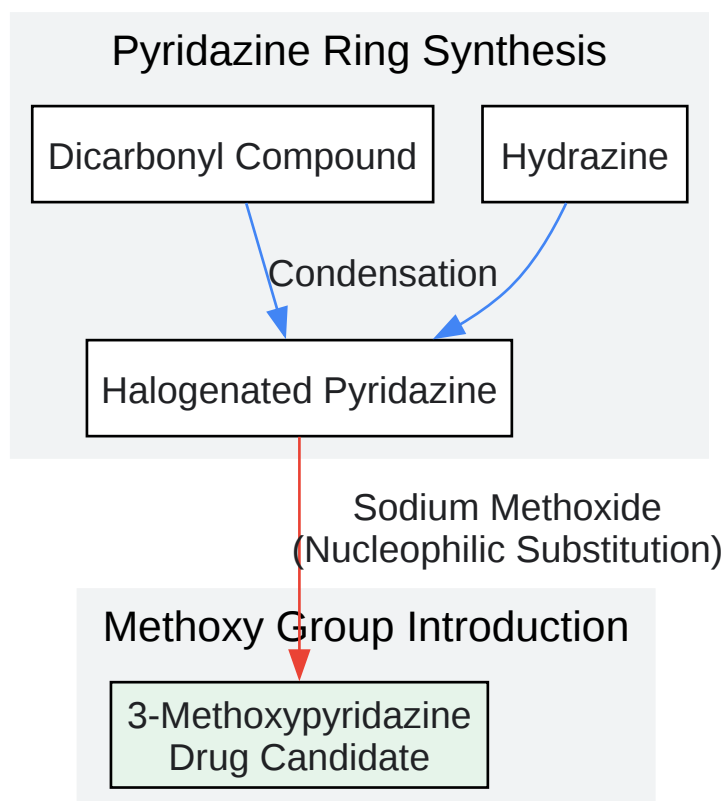 Pyridazine Ring Synthesis
Dicarbonyl Compound
Hydrazine
Condensation
Halogenated Pyridazine
Sodium Methoxide
(Nucleophilic Substitution)
Methoxy Group Introduction
3-Methoxypyridazine
Drug Candidate